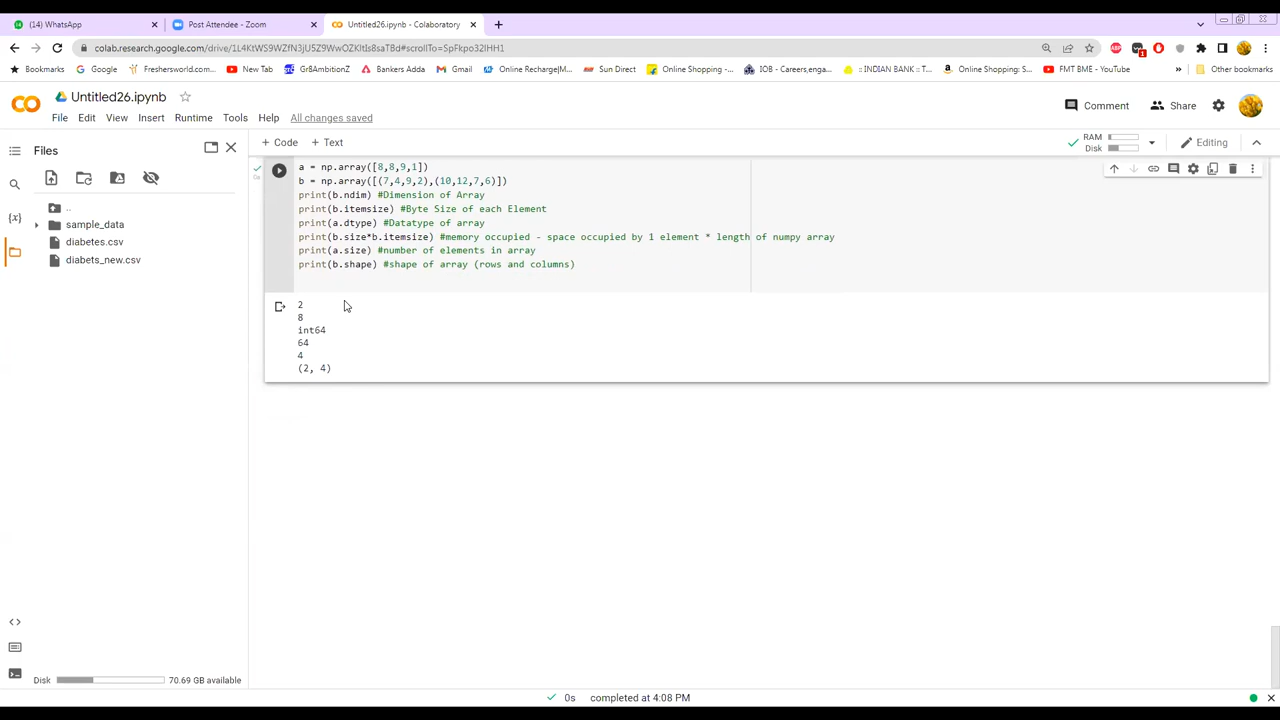 (14) WhatsApp
Post Attendee - Zoom
Untitled26.ipynb - Colaboratory
colab.research.google.com/drive/1L4KtWS9WZfN3jU5Z9WwOZKltIs8saT8d#scrollTo=SpFkpo32IHH1
Bookmarks
Google
Freshersworld.com...
New Tab
Gr8AmbitionZ
Bankers Adda
Gmail
Online Recharge|M...
Sun Direct
Online Shopping -...
IOB - Careers,enga...
:: INDIAN BANK ::T...
Online Shopping: S...
FMT BME - YouTube
»
Other bookmarks
CO
Untitled26.ipynb
File Edit View Insert Runtime Tools Help All changes saved
Comment
Share
Files
+ Code + Text
RAM
Disk
Editing
..
sample_data
diabetes.csv
diabets_new.csv
{x}
0s
a = np.array([8,8,9,1])
b = np.array([(7,4,9,2),(10,12,7,6)])
print(b.ndim) #Dimension of Array
print(b.itemsize) #Byte Size of each Element
print(a.dtype) #Datatype of array
print(b.size*b.itemsize) #memory occupied - space occupied by 1 element * length of numpy array
print(a.size) #number of elements in array
print(b.shape) #shape of array (rows and columns)
2
8
int64
64
4
(2, 4)
Disk
70.69 GB available
0s completed at 4:08 PM